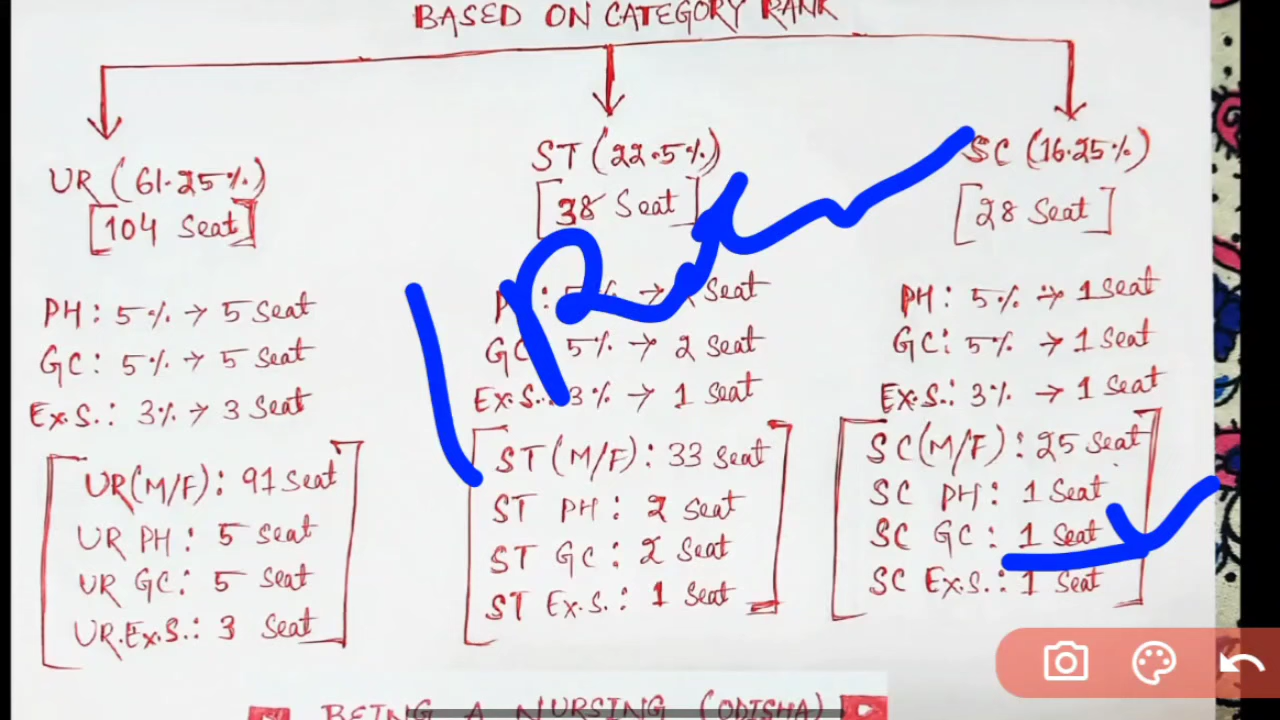 BASED ON CATEGORY RANK
UR (61.25%)
[104 Seat]
PH: 5% → 5 Seat
GC: 5% → 5 Seat
Ex.S.: 3% → 3 Seat
UR(M/F): 91 Seat
UR PH: 5 Seat
UR GC: 5 Seat
UR.Ex.S.: 3 Seat
ST (22.5%)
[38 Seat]
→ Seat
GC 5% → 2 Seat
Ex.S.: 3% → 1 Seat
ST(M/F): 33 Seat
ST PH: 2 Seat
ST GC: 2 Seat
ST Ex.S.: 1 Seat
SC (16.25%)
[28 Seat]
PH: 5% → 1 Seat
GC: 5% → 1 Seat
Ex.S.: 3% → 1 Seat
SC(M/F): 25 Seat
SC PH: 1 Seat
SC GC: 1 Seat
SC Ex.S.: 1 Seat
BEING A NURSING (ODISHA)